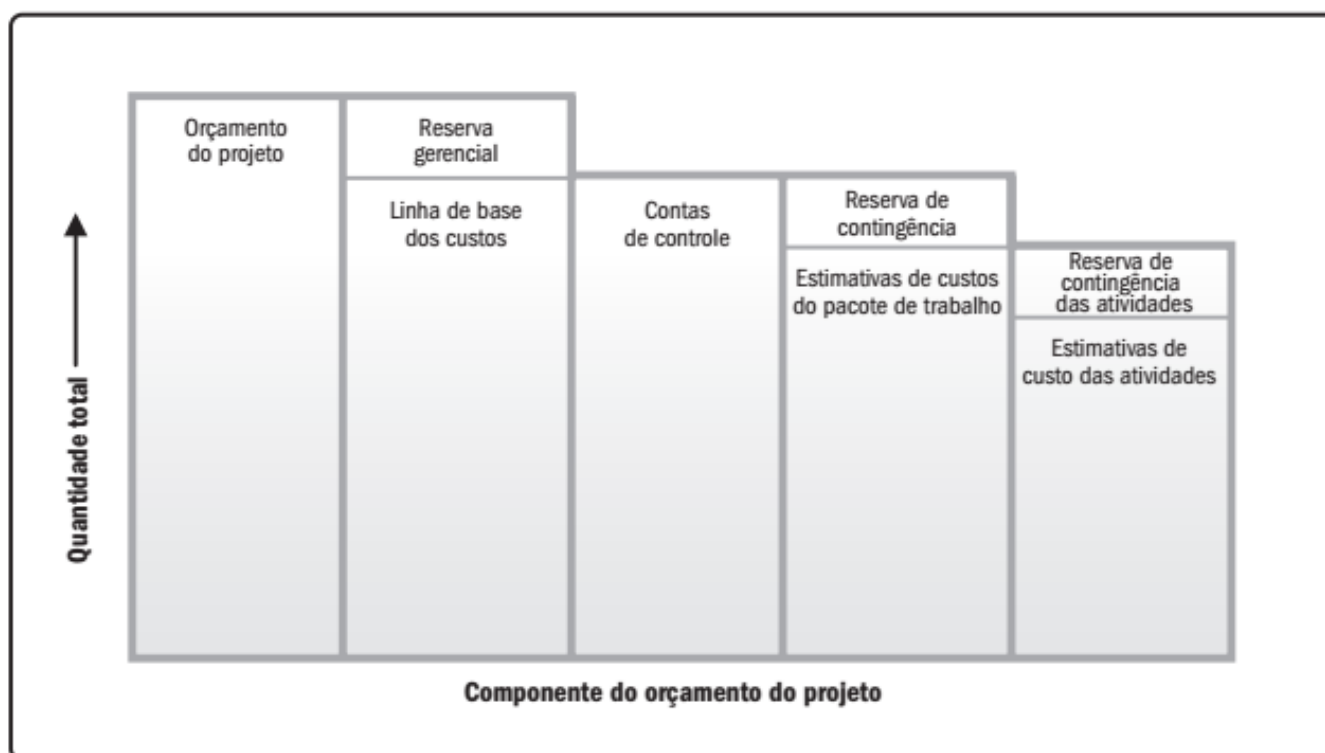 Orçamento
do projeto
Reserva
gerencial
Linha de base
dos custos
Contas
de controle
Reserva de
contingência
Estimativas de custos
do pacote de trabalho
Reserva de
contingência
das atividades
Estimativas de
custo das atividades
Quantidade total
Componente do orçamento do projeto